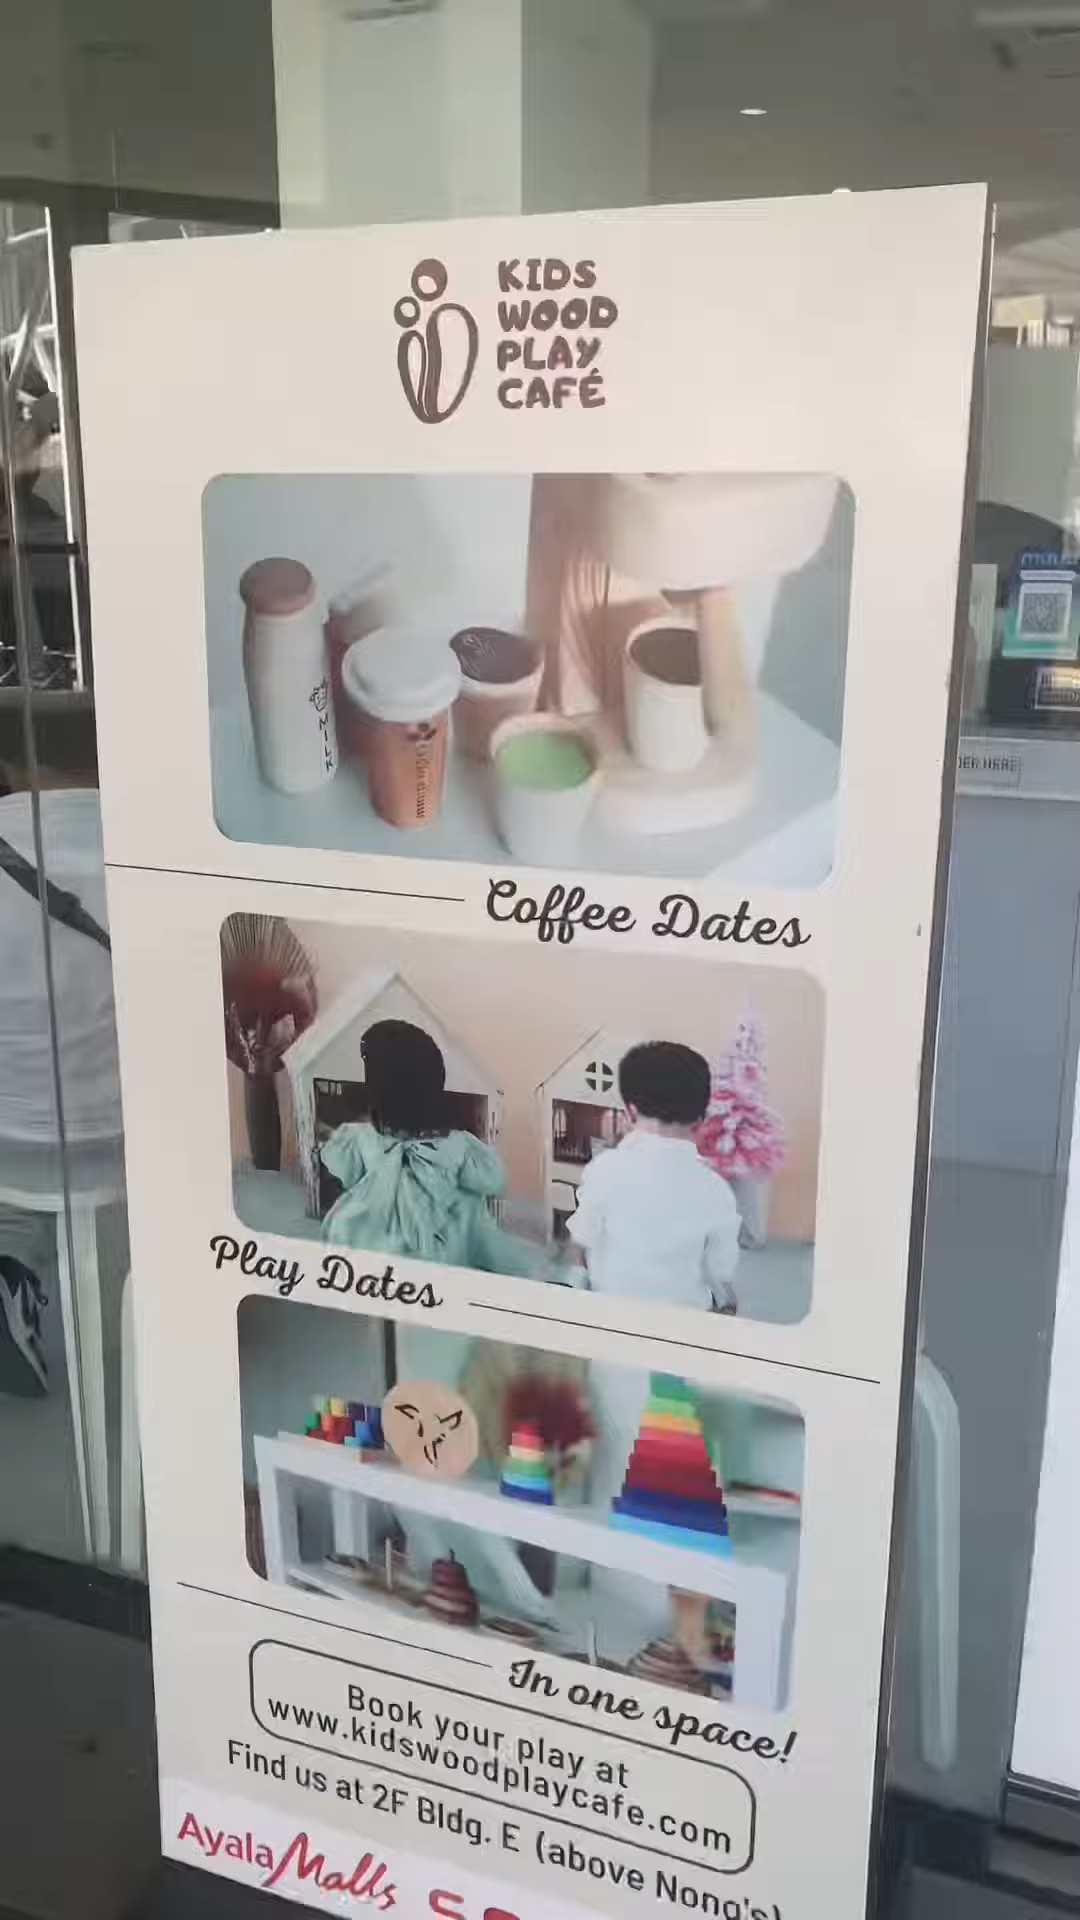 KIDS
WOOD
PLAY
CAFÉ
MILK
Coffee Dates
Play Dates
In one space!
Book your play at
www.kidswoodplaycafe.com
Find us at 2F Bldg. E (above Nono's)
Ayala Malls